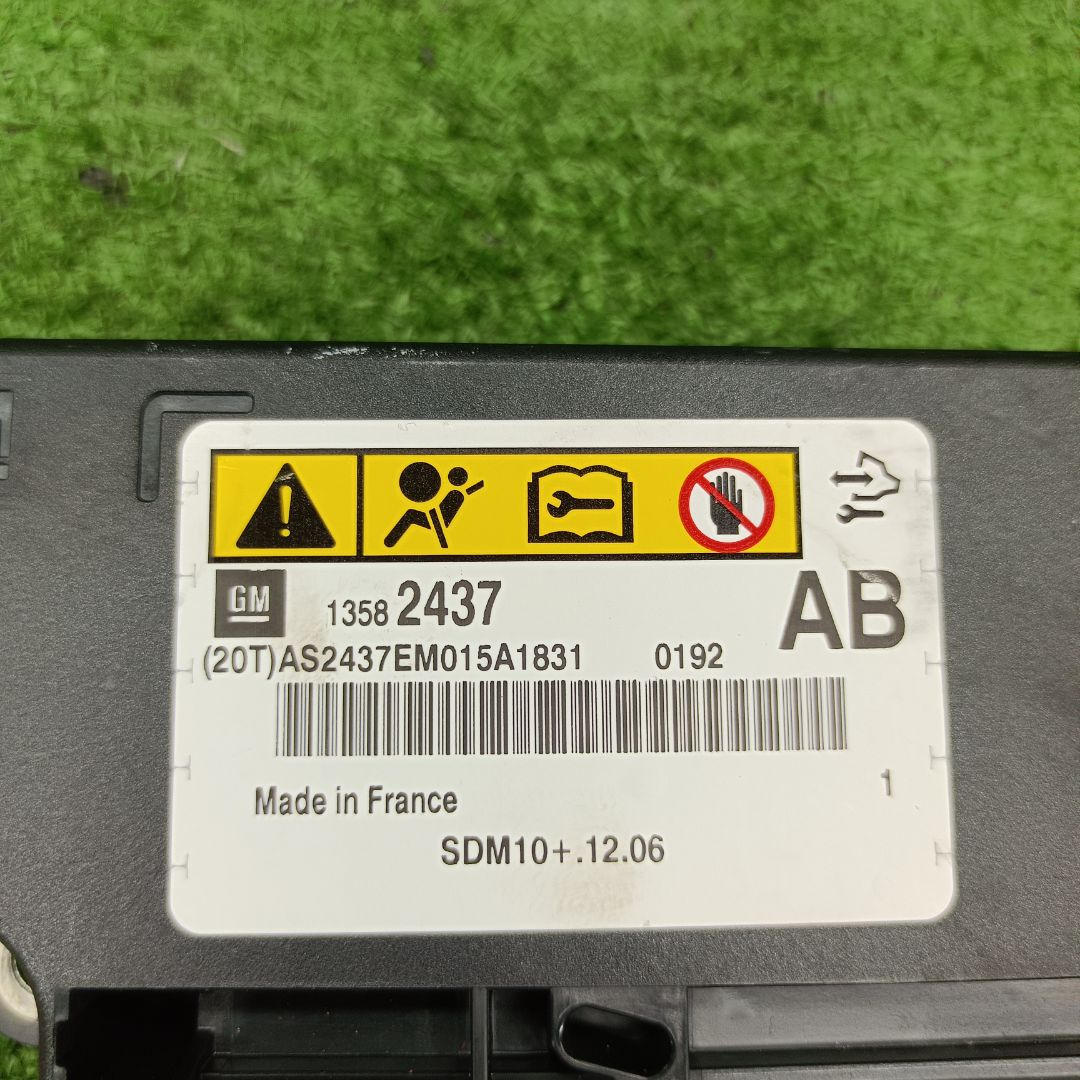 GM 1358 2437 AB
(20T)AS2437EM015A1831 0192
Made in France 1
SDM10+.12.06